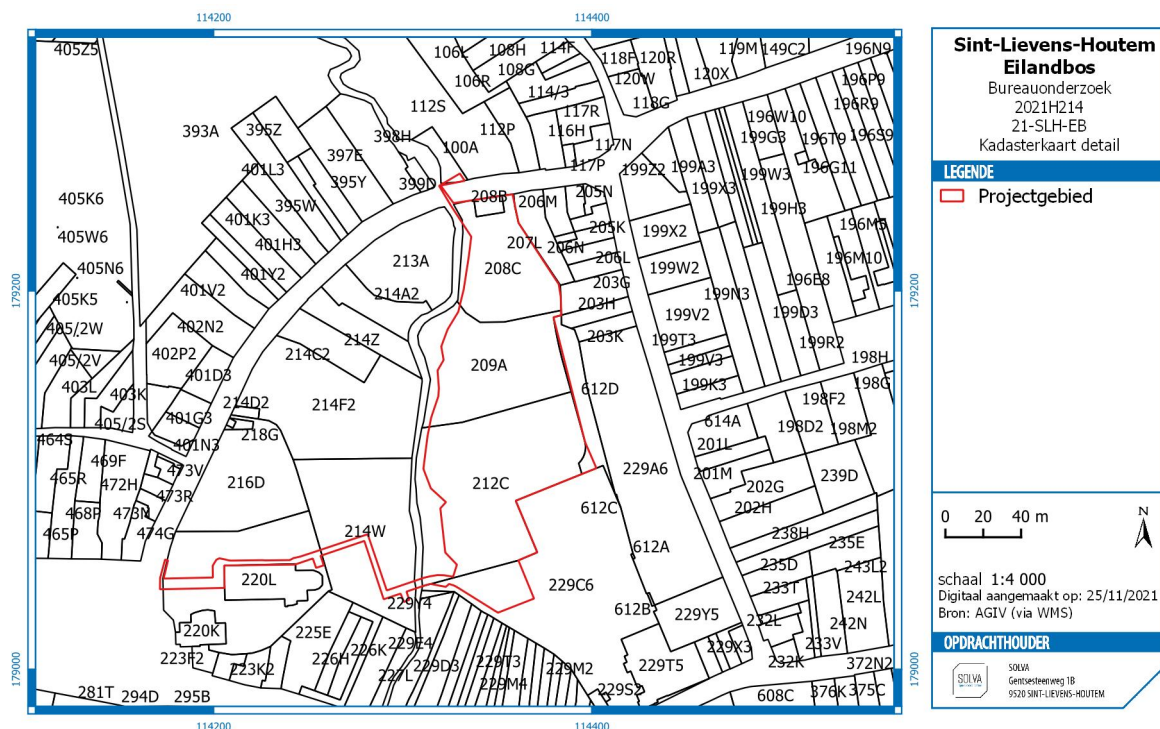 114200
114400
405Z5
106L
108H
114F
118F
120R
119M
149C2
196N9
106R
108G
120W
120X
196P9
114/3
118G
112S
117R
196R9
393A
395Z
398H
112P
116H
196W10
199G3
196T9
196S9
397E
100A
117N
401L3
117P
199Z2
199A3
199W3
196G11
395Y
399D
199X3
405K6
395W
208B
206M
205N
199H3
401K3
205K
199X2
196M5
405W6
401H3
207L
206N
213A
206L
196M10
405N6
401Y2
208C
199W2
196E8
203G
401V2
214A2
199N3
405K5
203H
179200
179200
402N2
199V2
199D3
405/2W
214Z
203K
199T3
199R2
402P2
214C2
405/2V
209A
199V3
198H
401D3
403L
403K
612D
199K3
198G
214D2
214F2
198F2
401G3
614A
405/2S
218G
198D2
198M2
464S
401N3
201L
469F
473V
229A6
201M
465R
472H
216D
212C
202G
239D
473R
468P
473M
612C
202H
465P
474G
214W
238H
235E
612A
235D
243L2
220L
229C6
233T
242L
229Y4
612B
229Y5
232L
242N
220K
225E
233V
229E4
226K
229X3
223F2
226H
229D3
229T3
229T5
232K
372N2
223K2
227L
229M2
281T
294D
295B
229M4
229S2
608C
376K
375C
179000
179000
114200
114400
Sint-Lievens-Houtem
Eilandbos
Bureauonderzoek
2021H214
21-SLH-EB
Kadasterkaart detail
LEGENDE
Projectgebied
0 20 40 m
N
schaal 1:4 000
Digitaal aangemaakt op: 25/11/2021
Bron: AGIV (via WMS)
OPDRACHTHOUDER
SOLVA
SOLVA
Gentsesteenweg 1B
9520 SINT-LIEVENS-HOUTEM